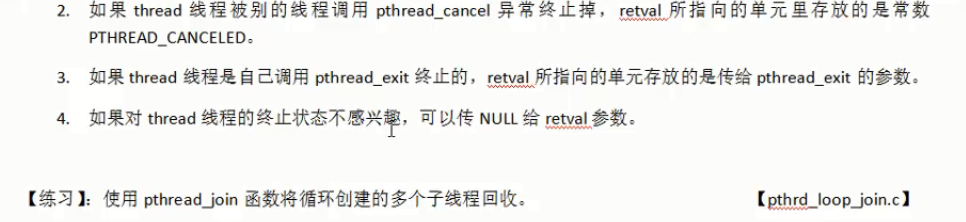 2. 如果 thread 线程被别的线程调用 pthread_cancel 异常终止掉，retval 所指向的单元里存放的是常数
PTHREAD_CANCELED。
3. 如果 thread 线程是自己调用 pthread_exit 终止的，retval 所指向的单元存放的是传给 pthread_exit 的参数。
4. 如果对 thread 线程的终止状态不感兴趣，可以传 NULL 给 retval 参数。
【练习】：使用 pthread_join 函数将循环创建的多个子线程回收。 【pthrd_loop_join.c】